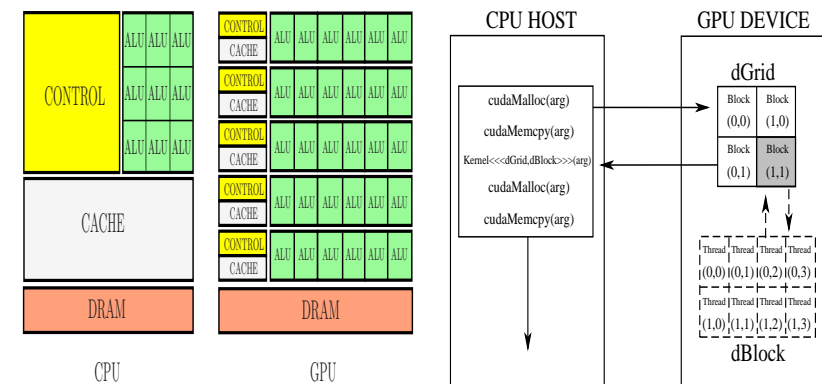 CONTROL
ALU ALU ALU
ALU ALU ALU
ALU ALU ALU
CACHE
DRAM
CPU
CONTROL
CACHE
ALU ALU ALU ALU ALU ALU
CONTROL
CACHE
ALU ALU ALU ALU ALU ALU
CONTROL
CACHE
ALU ALU ALU ALU ALU ALU
CONTROL
CACHE
ALU ALU ALU ALU ALU ALU
CONTROL
CACHE
ALU ALU ALU ALU ALU ALU
DRAM
GPU
CPU HOST
cudaMalloc(arg)
cudaMemcpy(arg)
Kernel<<<dGrid,dBlock>>>(arg)
cudaMalloc(arg)
cudaMemcpy(arg)
GPU DEVICE
dGrid
Block Block
(0,0) (1,0)
Block Block
(0,1) (1,1)
Thread Thread Thread Thread
(0,0) (0,1) (0,2) (0,3)
Thread Thread Thread Thread
(1,0) (1,1) (1,2) (1,3)
dBlock